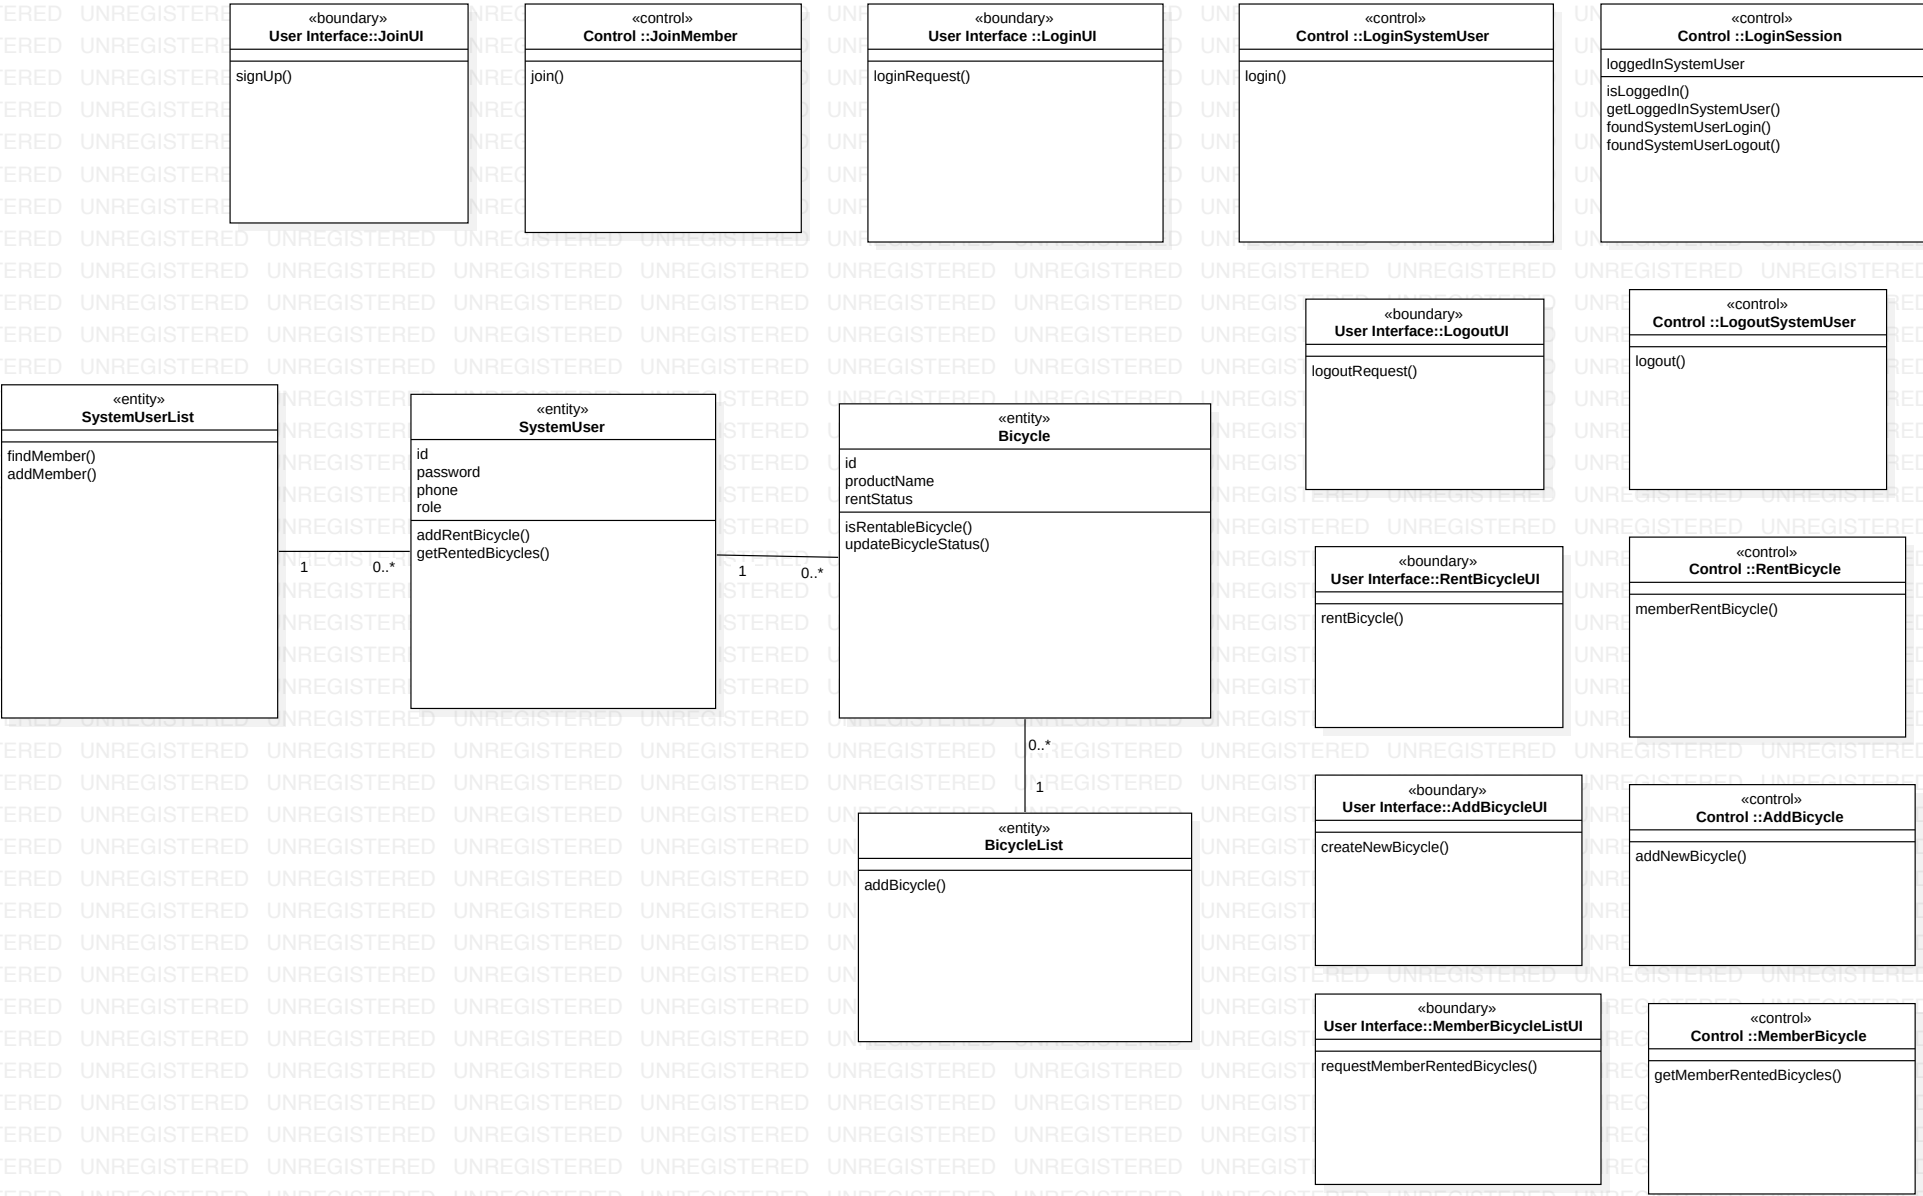 «boundary»
User Interface::JoinUI
signUp()
«control»
Control ::JoinMember
join()
«boundary»
User Interface ::LoginUI
loginRequest()
«control»
Control ::LoginSystemUser
login()
«control»
Control ::LoginSession
loggedInSystemUser
isLoggedIn()
getLoggedInSystemUser()
foundSystemUserLogin()
foundSystemUserLogout()
«boundary»
User Interface::LogoutUI
logoutRequest()
«control»
Control ::LogoutSystemUser
logout()
«entity»
SystemUserList
findMember()
addMember()
1
0..*
«entity»
SystemUser
id
password
phone
role
addRentBicycle()
getRentedBicycles()
1
0..*
«entity»
Bicycle
id
productName
rentStatus
isRentableBicycle()
updateBicycleStatus()
0..*
1
«boundary»
User Interface::RentBicycleUI
rentBicycle()
«control»
Control ::RentBicycle
memberRentBicycle()
«entity»
BicycleList
addBicycle()
«boundary»
User Interface::AddBicycleUI
createNewBicycle()
«control»
Control ::AddBicycle
addNewBicycle()
«boundary»
User Interface::MemberBicycleListUI
requestMemberRentedBicycles()
«control»
Control ::MemberBicycle
getMemberRentedBicycles()
UNREGISTERED